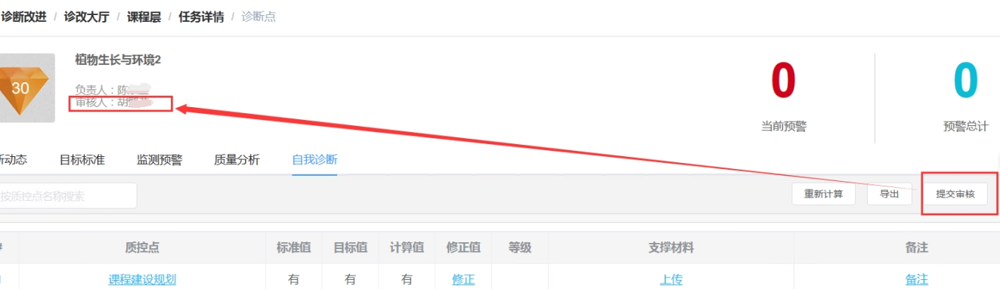 诊断改进 / 诊改大厅 / 课程层 / 任务详情 / 诊断点
植物生长与环境2
30
负责人：陈
审核人：胡
0
当前预警
0
预警总计
动态 目标标准 监测预警 质量分析 自我诊断
按质控点名称搜索 重新计算 导出 提交审核
质控点 标准值 目标值 计算值 修正值 等级 支撑材料 备注
课程建设规划 有 有 有 修正 上传 备注